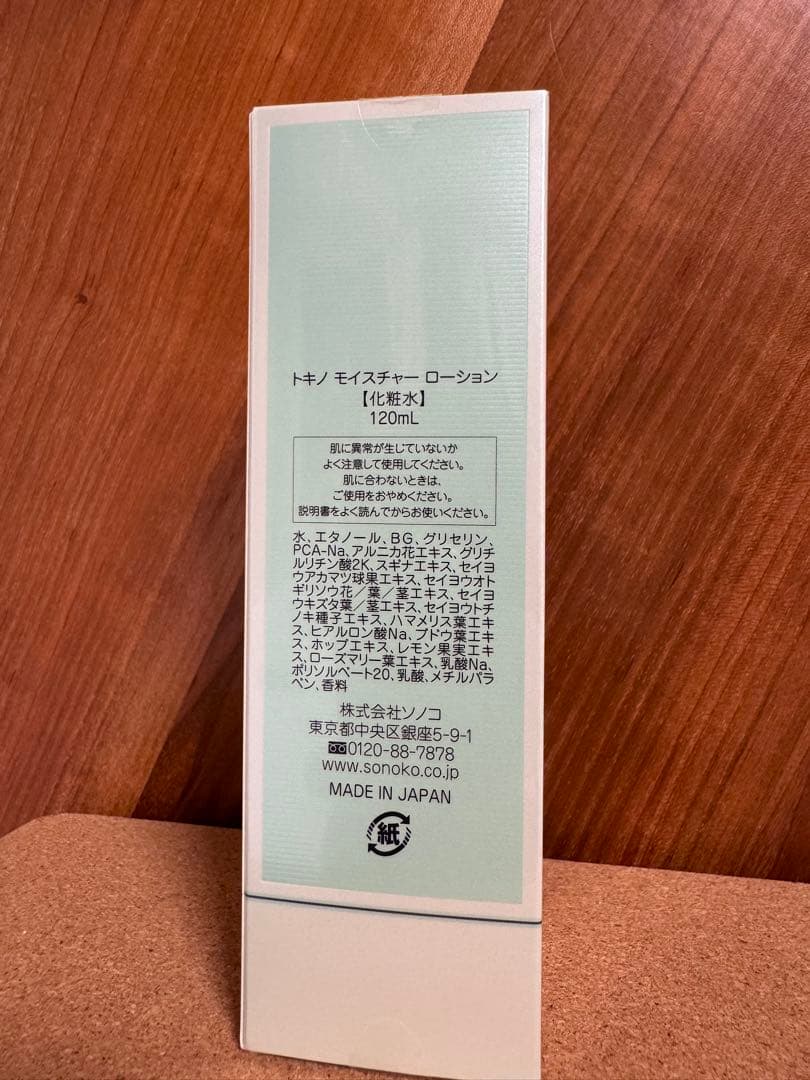 トキノ モイスチャー ローション
【化粧水】
120mL
肌に異常が生じていないか
よく注意して使用してください。
肌に合わないときは、
ご使用をおやめください。
説明書をよく読んでからお使いください。
水、エタノール、BG、グリセリン、
PCA-Na、アルニカ花エキス、グリチ
ルリチン酸2K、スギナエキス、セイヨ
ウアカマツ球果エキス、セイヨウオト
ギリソウ花／葉／茎エキス、セイヨ
ウキズタ葉／茎エキス、セイヨウトチ
ノキ種子エキス、ハマメリス葉エキ
ス、ヒアルロン酸Na、ブドウ葉エキ
ス、ホップエキス、レモン果実エキ
ス、ローズマリー葉エキス、乳酸Na、
ポリソルベート20、乳酸、メチルパラ
ベン、香料
株式会社ソノコ
東京都中央区銀座5-9-1
0120-88-7878
www.sonoko.co.jp
MADE IN JAPAN
紙